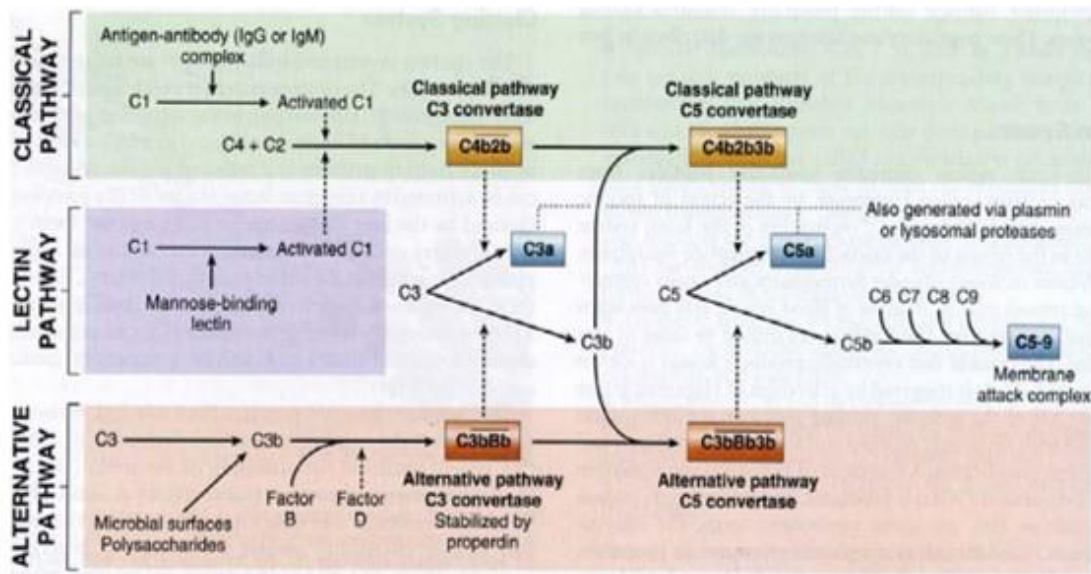 CLASSICAL
PATHWAY
Antigen-antibody (IgG or IgM)
complex
C1
Activated C1
C4 + C2
Classical pathway
C3 convertase
C4b2b
Classical pathway
C5 convertase
C4b2b3b
LECTIN
PATHWAY
C1
Activated C1
Mannose-binding
lectin
C3
C3a
C3b
C5
C5a
Also generated via plasmin
or lysosomal proteases
C5b
C6 C7 C8 C9
C5-9
Membrane
attack complex
ALTERNATIVE
PATHWAY
C3
C3b
Microbial surfaces
Polysaccharides
Factor
B
Factor
D
C3bBb
Alternative pathway
C3 convertase
Stabilized by
properdin
C3bBb3b
Alternative pathway
C5 convertase